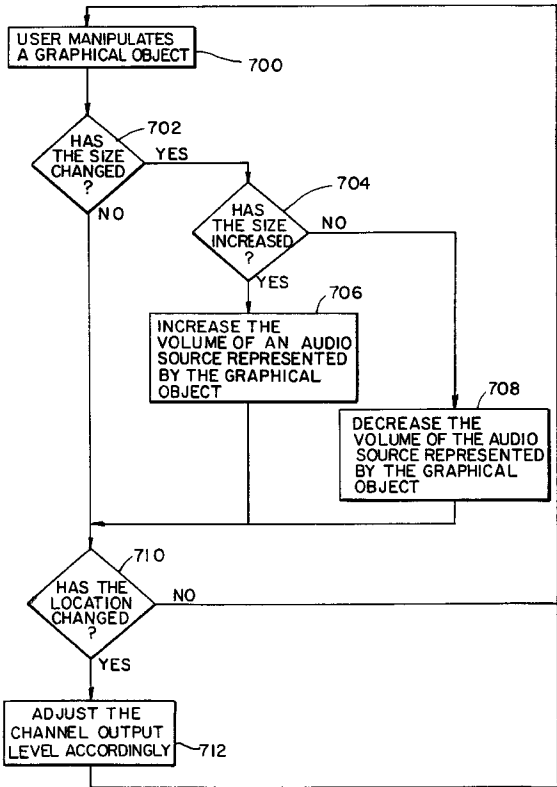 USER MANIPULATES
A GRAPHICAL OBJECT
700
702
HAS
THE SIZE
CHANGED
?
YES
NO
704
HAS
THE SIZE
INCREASED
?
NO
YES
706
INCREASE THE
VOLUME OF AN AUDIO
SOURCE REPRESENTED
BY THE GRAPHICAL
OBJECT
708
DECREASE THE
VOLUME OF THE AUDIO
SOURCE REPRESENTED
BY THE GRAPHICAL
OBJECT
710
HAS THE
LOCATION
CHANGED
?
NO
YES
ADJUST THE
CHANNEL OUTPUT
LEVEL ACCORDINGLY
712